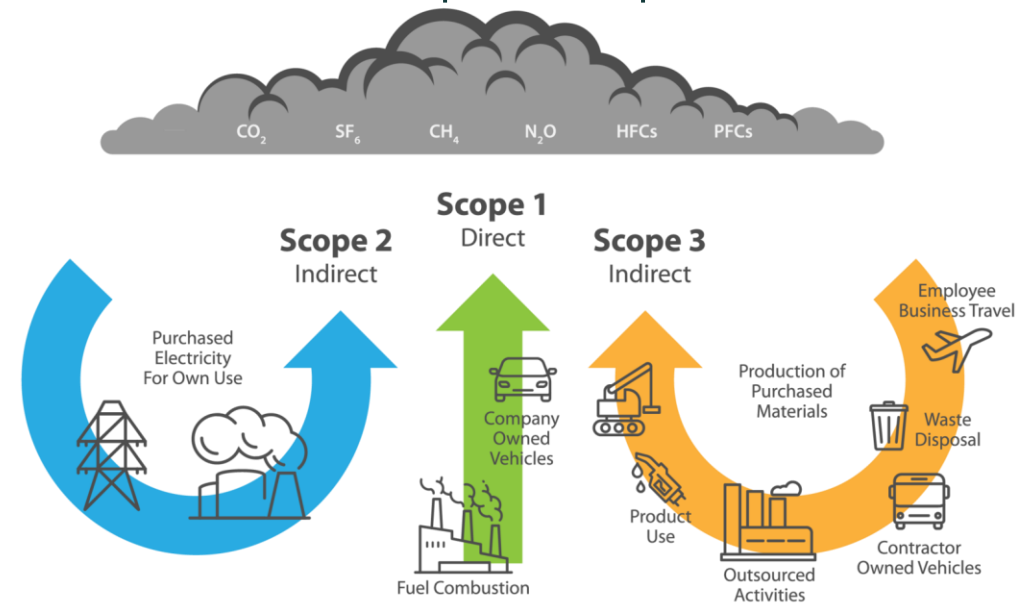 CO₂ SF₆ CH₄ N₂O HFCs PFCs
Scope 1
Direct
Scope 2
Indirect
Scope 3
Indirect
Purchased
Electricity
For Own Use
Company
Owned
Vehicles
Fuel Combustion
Employee
Business Travel
Production of
Purchased
Materials
Waste
Disposal
Product
Use
Contractor
Owned Vehicles
Outsourced
Activities